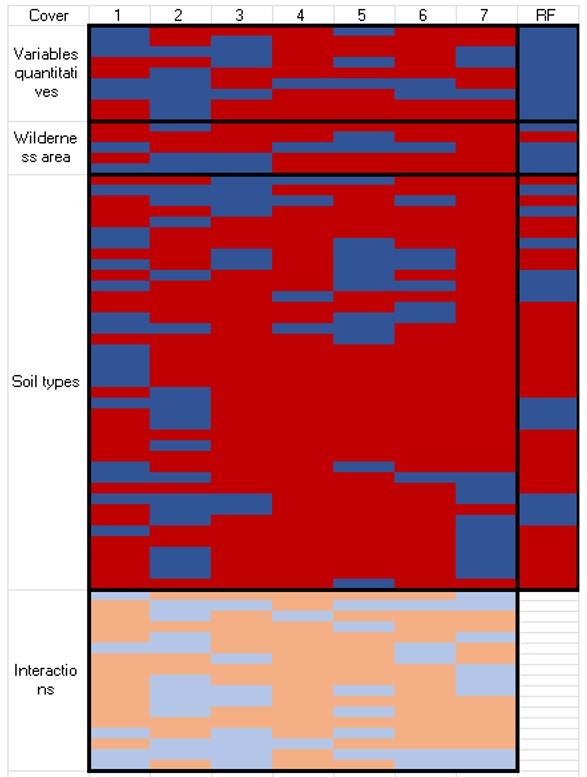 Cover 1 2 3 4 5 6 7 RF
Variables
quantitati
ves
Wilderne
ss area
Soil types
Interactio
ns